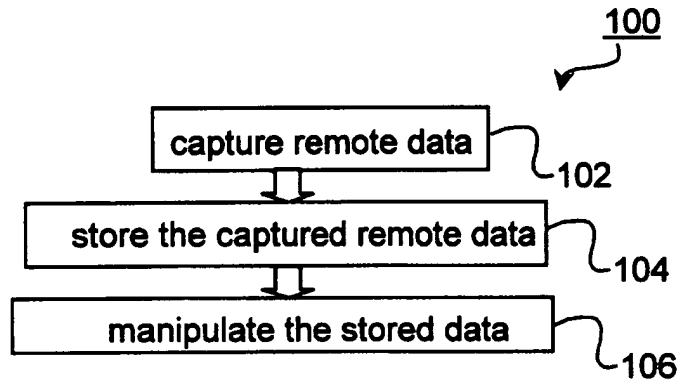 100
capture remote data
102
store the captured remote data
104
manipulate the stored data
106